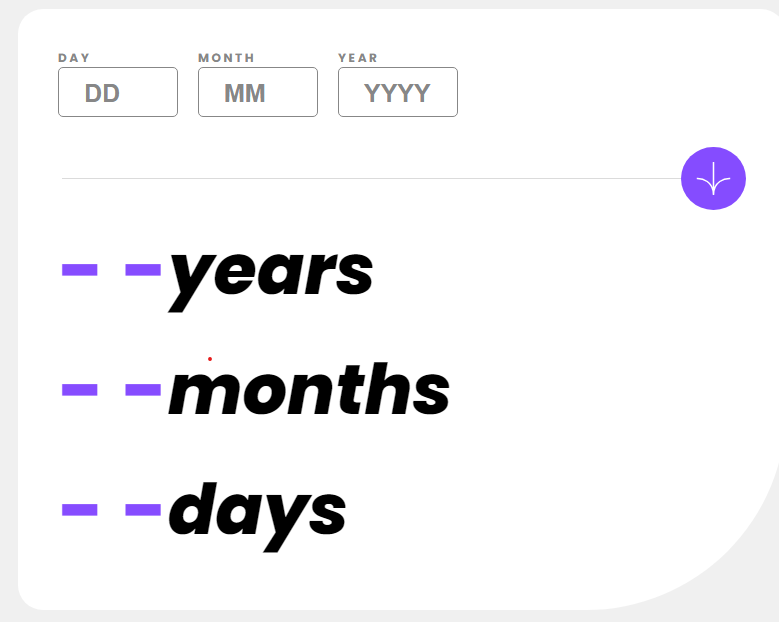 DAY MONTH YEAR
DD MM YYYY
- - years
- - months
- - days